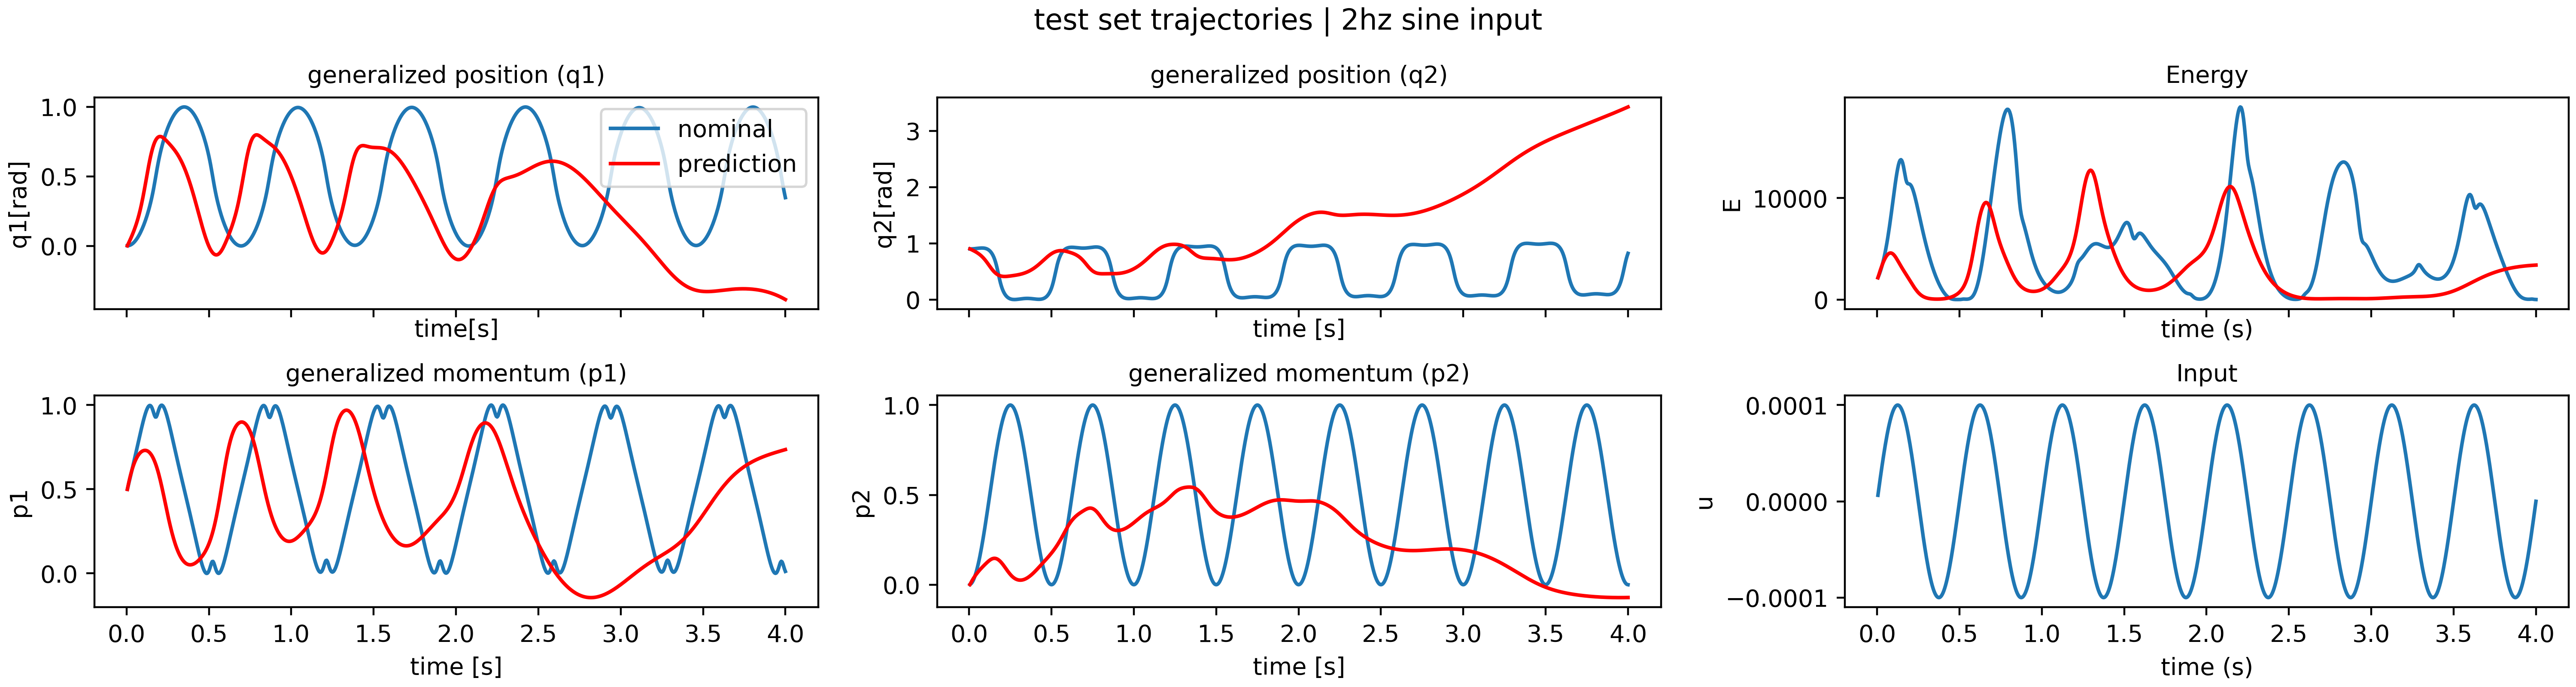 test set trajectories | 2hz sine input
generalized position (q1)
q1[rad]
1.0
0.5
0.0
nominal
prediction
time[s]
generalized position (q2)
q2[rad]
3
2
1
0
time [s]
Energy
E
10000
0
time (s)
generalized momentum (p1)
p1
1.0
0.5
0.0
0.0 0.5 1.0 1.5 2.0 2.5 3.0 3.5 4.0
time [s]
generalized momentum (p2)
p2
1.0
0.5
0.0
0.0 0.5 1.0 1.5 2.0 2.5 3.0 3.5 4.0
time [s]
Input
u
0.0001
0.0000
−0.0001
0.0 0.5 1.0 1.5 2.0 2.5 3.0 3.5 4.0
time (s)